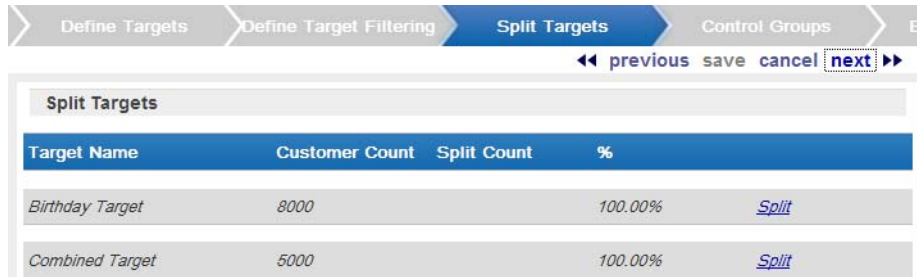 Define Targets Define Target Filtering Split Targets Control Groups
previous save cancel next
Split Targets
Target Name Customer Count Split Count %
Birthday Target 8000 100.00% Split
Combined Target 5000 100.00% Split